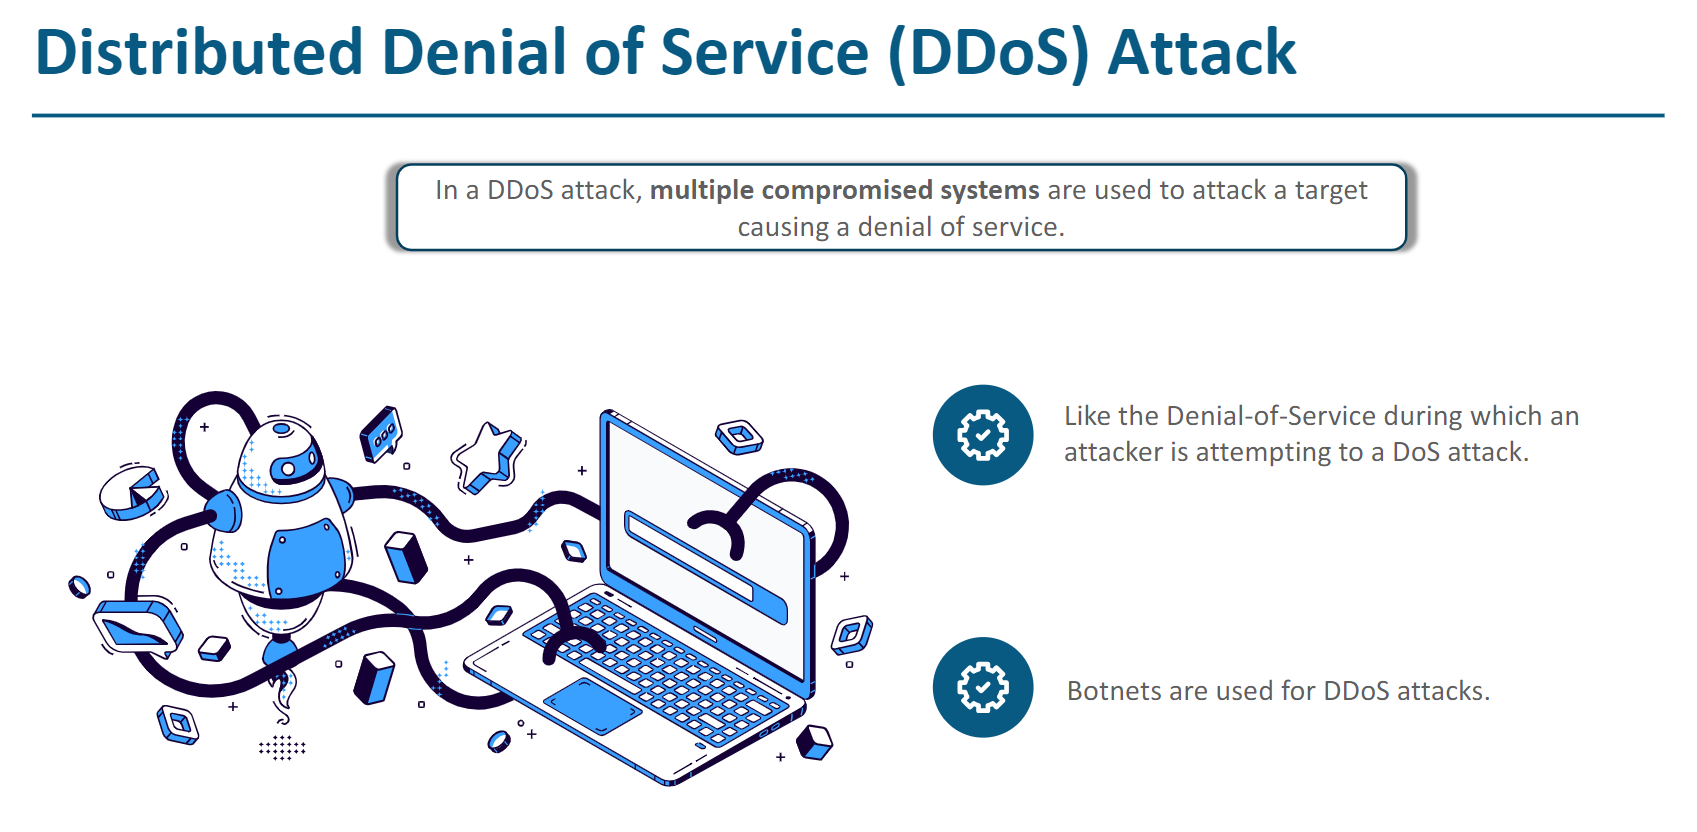 Distributed Denial of Service (DDoS) Attack
In a DDoS attack, multiple compromised systems are used to attack a target
causing a denial of service.
Like the Denial-of-Service during which an
attacker is attempting to a DoS attack.
Botnets are used for DDoS attacks.